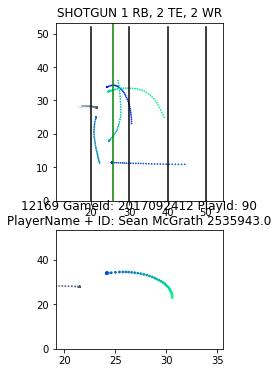 SHOTGUN 1 RB, 2 TE, 2 WR
50
40
30
20
10
0
20 30 40 50
12169 GameId: 2017092412 PlayId: 90
PlayerName + ID: Sean McGrath 2535943.0
40
20
0
20 25 30 35